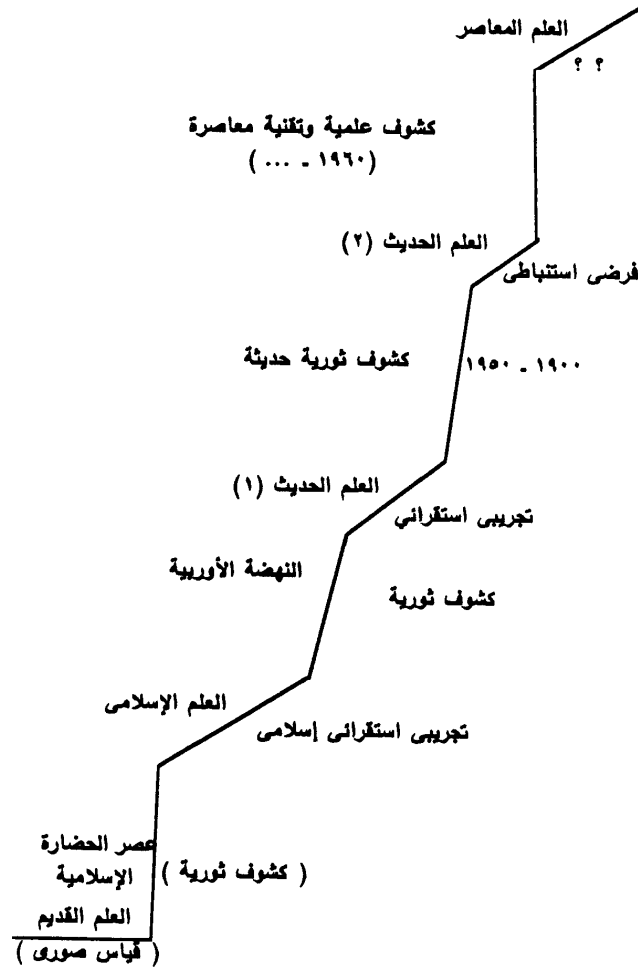 العلم المعاصر
؟ ؟
كشوف علمية وتقنية معاصرة
(١٩٦٠ - ...)
العلم الحديث (٢)
فرضى استنباطى
كشوف ثورية حديثة
١٩٠٠ - ١٩٥٠
العلم الحديث (١)
تجريبى استقرائي
النهضة الأوربية
كشوف ثورية
العلم الإسلامى
تجريبى استقرائى إسلامى
عصر الحضارة
الإسلامية
( كشوف ثورية )
العلم القديم
( قياس صورى )